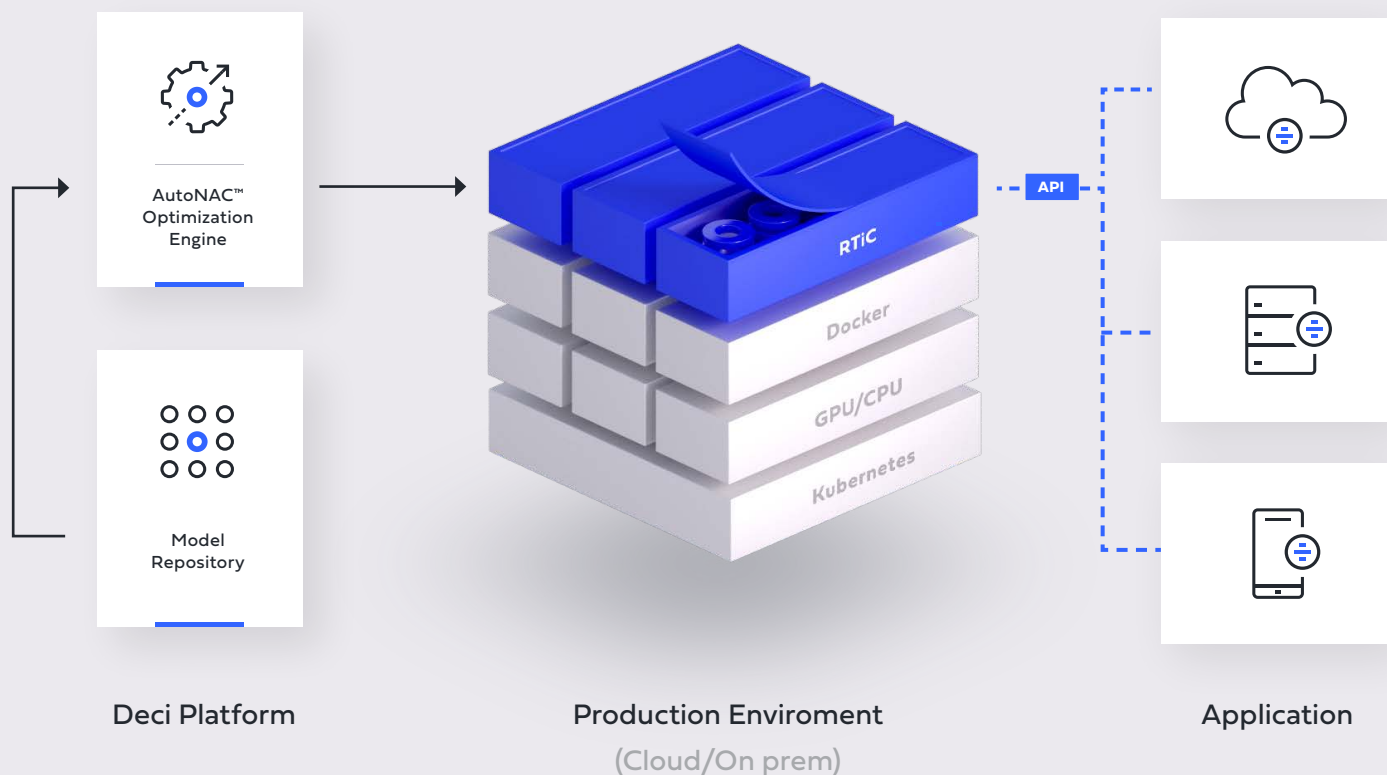 AutoNAC™
Optimization
Engine
Model
Repository
Deci Platform
RTiC
Docker
GPU/CPU
Kubernetes
Production Enviroment
(Cloud/On prem)
API
Application